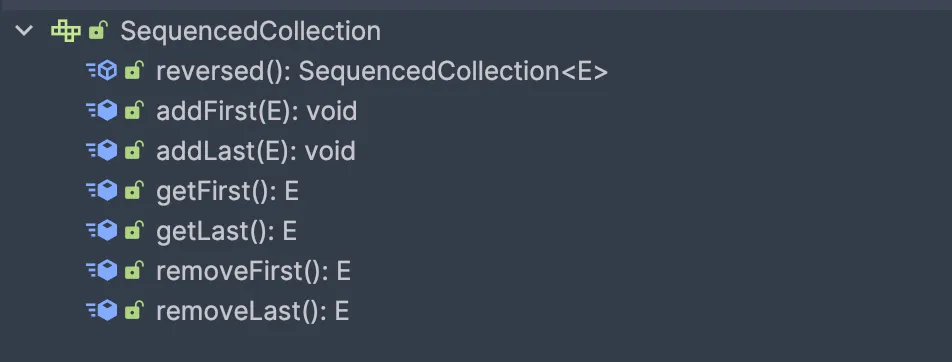 SequencedCollection
reversed(): SequencedCollection<E>
addFirst(E): void
addLast(E): void
getFirst(): E
getLast(): E
removeFirst(): E
removeLast(): E